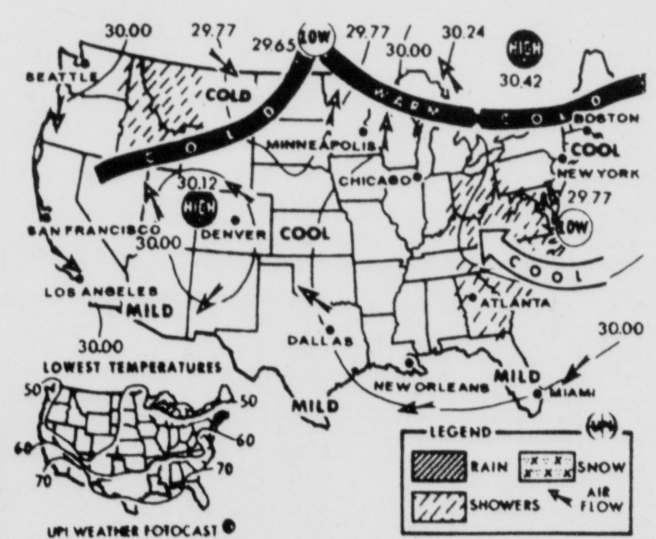 30.00 29.77 29.65 LOW 29.77 30.00 30.24 HIGH 30.42
SEATTLE COLD COLD WARM COLD
BOSTON
MINNEAPOLIS COOL
CHICAGO NEW YORK
30.12 29.77
HIGH LOW
SAN FRANCISCO 30.00 DENVER COOL
COOL
LOS ANGELES MILD ATLANTA
30.00 DALLAS 30.00
LOWEST TEMPERATURES
NEW ORLEANS MILD MIAMI
MILD
50 50
60 60
70 70
LEGEND (UPI)
RAIN SNOW
SHOWERS AIR FLOW
UPI WEATHER FOTOCAST